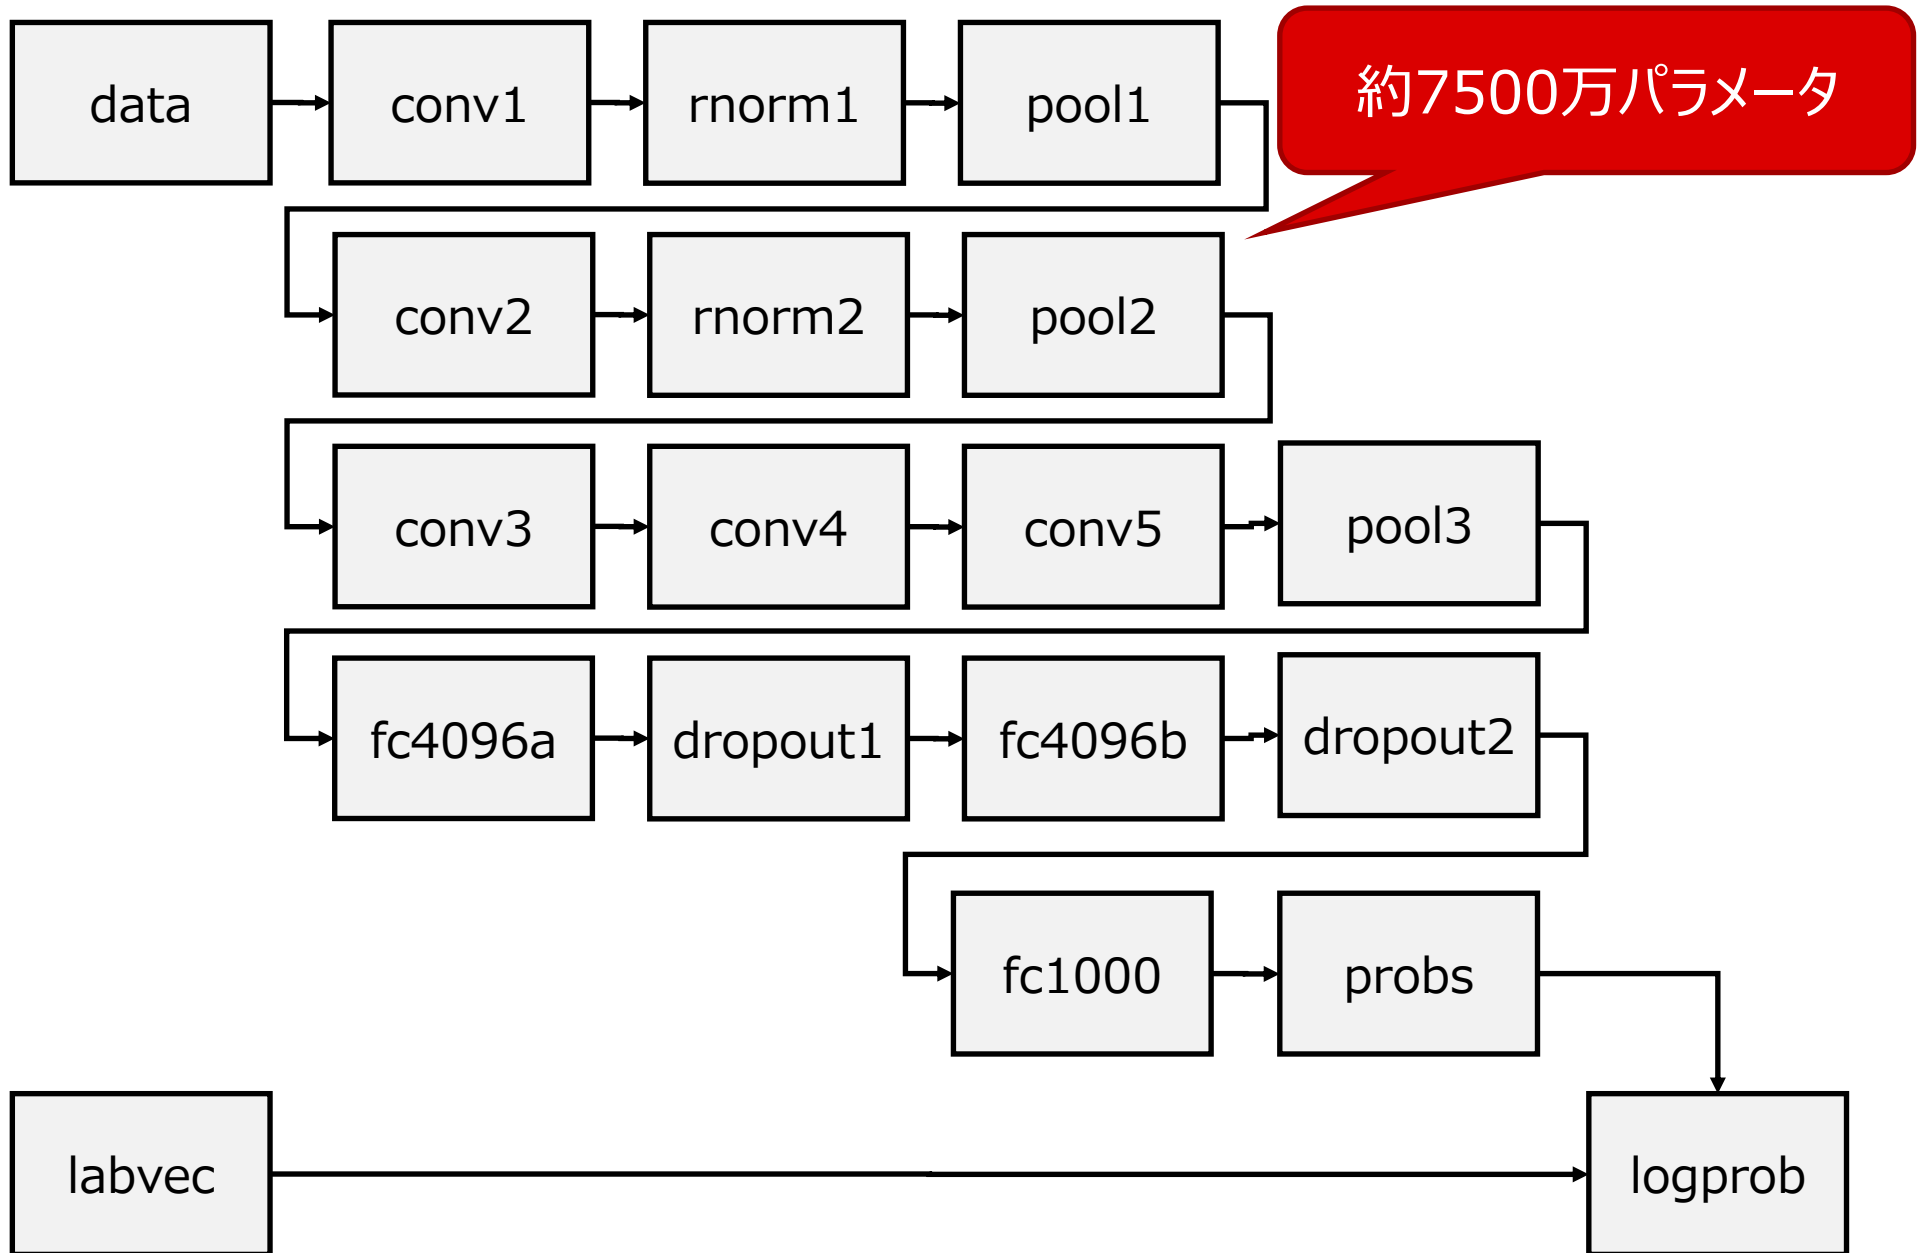 data
conv1
rnorm1
pool1
約7500万パラメータ
conv2
rnorm2
pool2
conv3
conv4
conv5
pool3
fc4096a
dropout1
fc4096b
dropout2
fc1000
probs
labvec
logprob